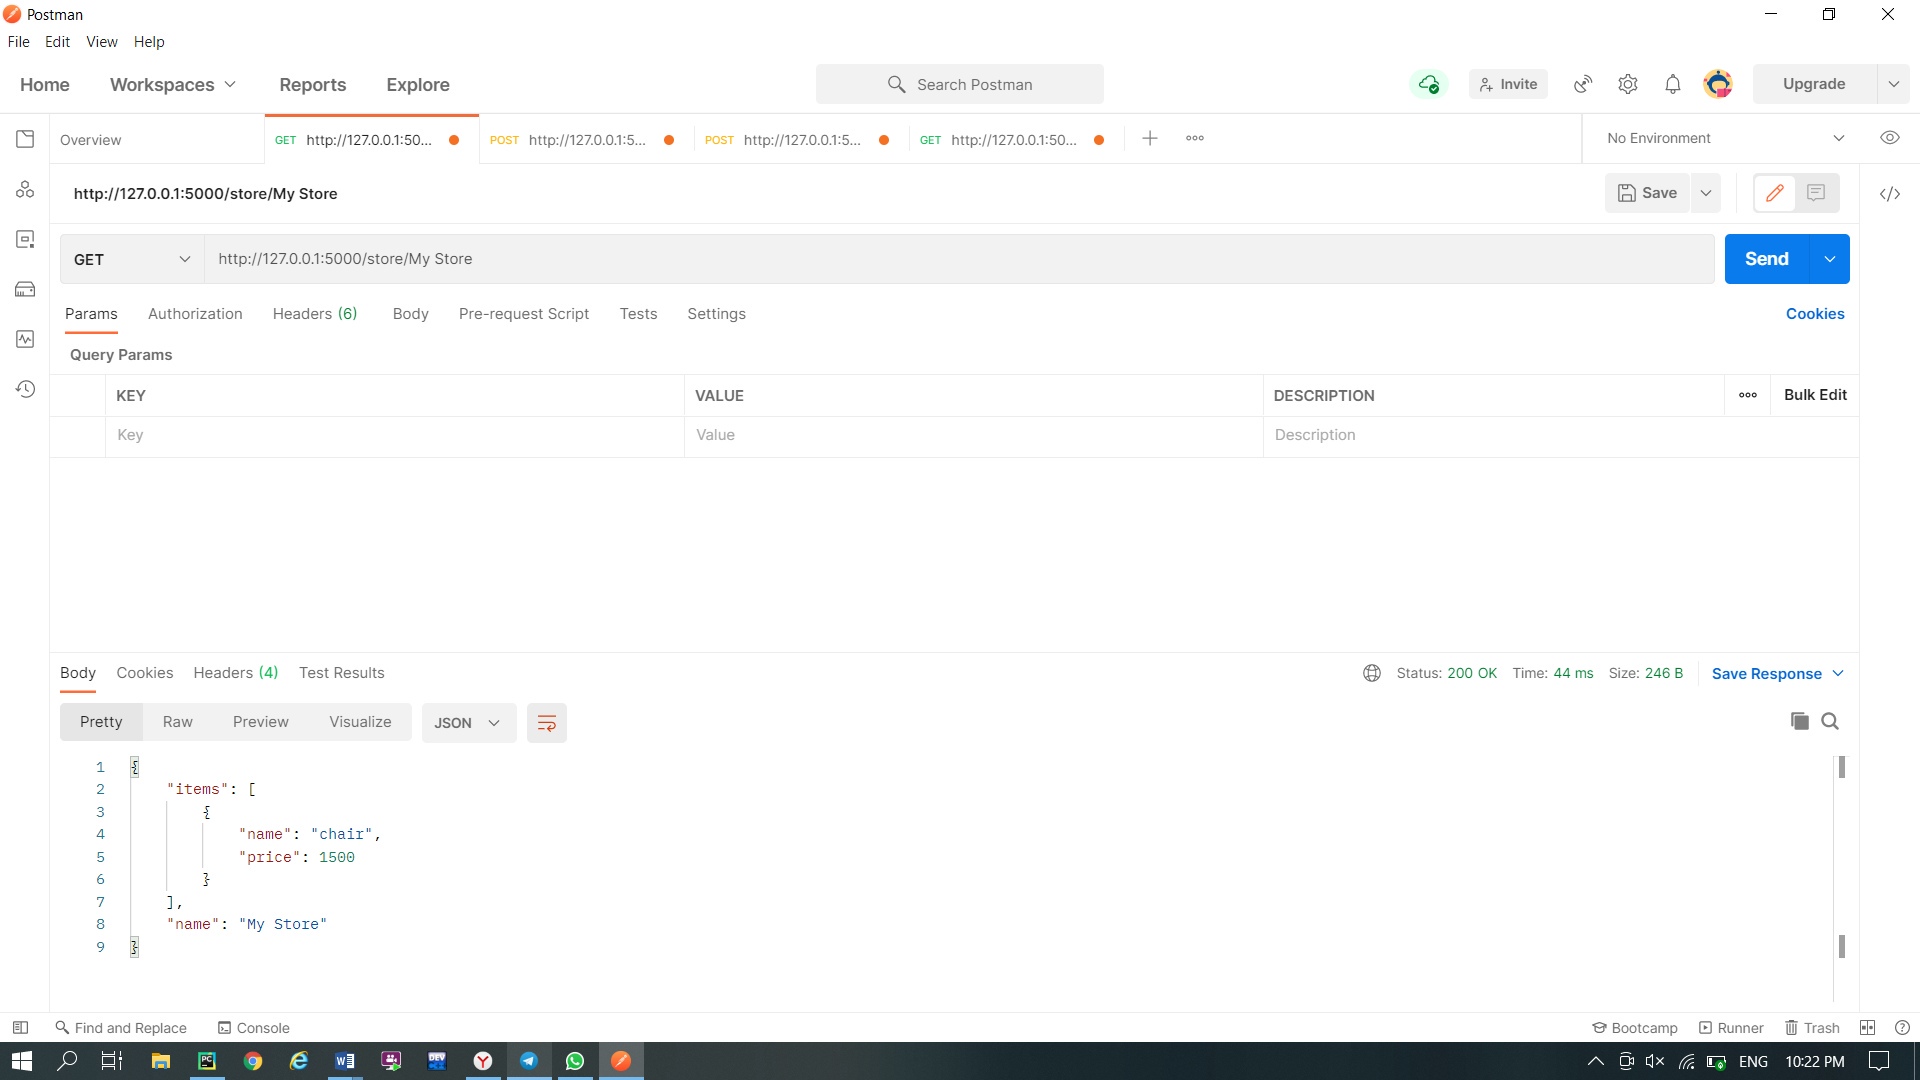 Postman
File Edit View Help
Home Workspaces Reports Explore Search Postman Invite Upgrade
Overview GET http://127.0.0.1:50... POST http://127.0.0.1:5... POST http://127.0.0.1:5... GET http://127.0.0.1:50... No Environment
http://127.0.0.1:5000/store/My Store Save
GET http://127.0.0.1:5000/store/My Store Send
Params Authorization Headers (6) Body Pre-request Script Tests Settings Cookies
Query Params
KEY VALUE DESCRIPTION Bulk Edit
Key Value Description
Body Cookies Headers (4) Test Results Status: 200 OK Time: 44 ms Size: 246 B Save Response
Pretty Raw Preview Visualize JSON
1 {
2 "items": [
3 {
4 "name": "chair",
5 "price": 1500
6 }
7 ],
8 "name": "My Store"
9 }
Find and Replace Console Bootcamp Runner Trash
PC DEV ENG 10:22 PM